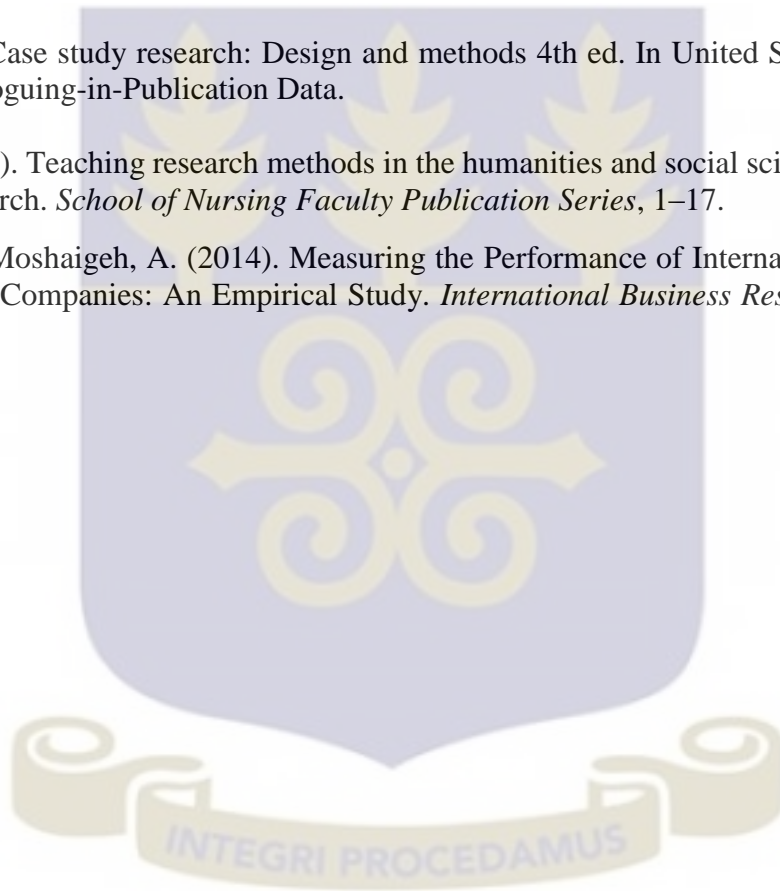 Case study research: Design and methods 4th ed. In United S
oguing-in-Publication Data.
). Teaching research methods in the humanities and social sci
rch. School of Nursing Faculty Publication Series, 1–17.
Moshaigeh, A. (2014). Measuring the Performance of Interna
Companies: An Empirical Study. International Business Res
INTEGRI PROCEDAMUS